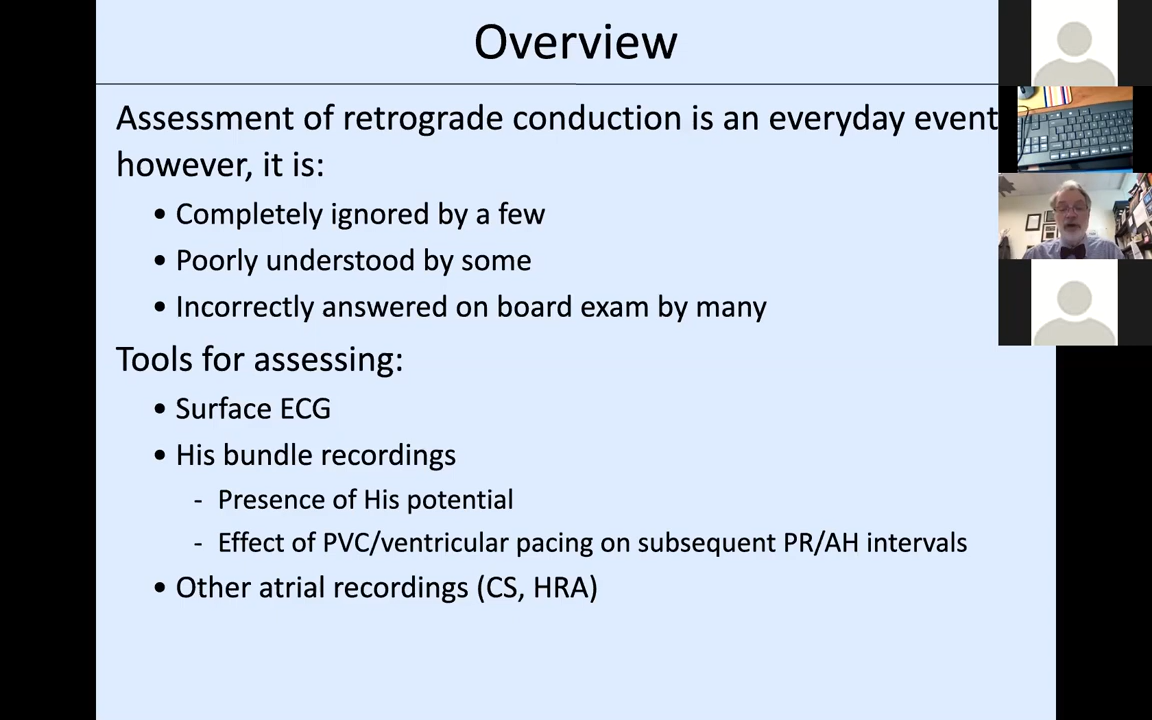 Overview
Assessment of retrograde conduction is an everyday event
however, it is:
• Completely ignored by a few
• Poorly understood by some
• Incorrectly answered on board exam by many
Tools for assessing:
• Surface ECG
• His bundle recordings
- Presence of His potential
- Effect of PVC/ventricular pacing on subsequent PR/AH intervals
• Other atrial recordings (CS, HRA)